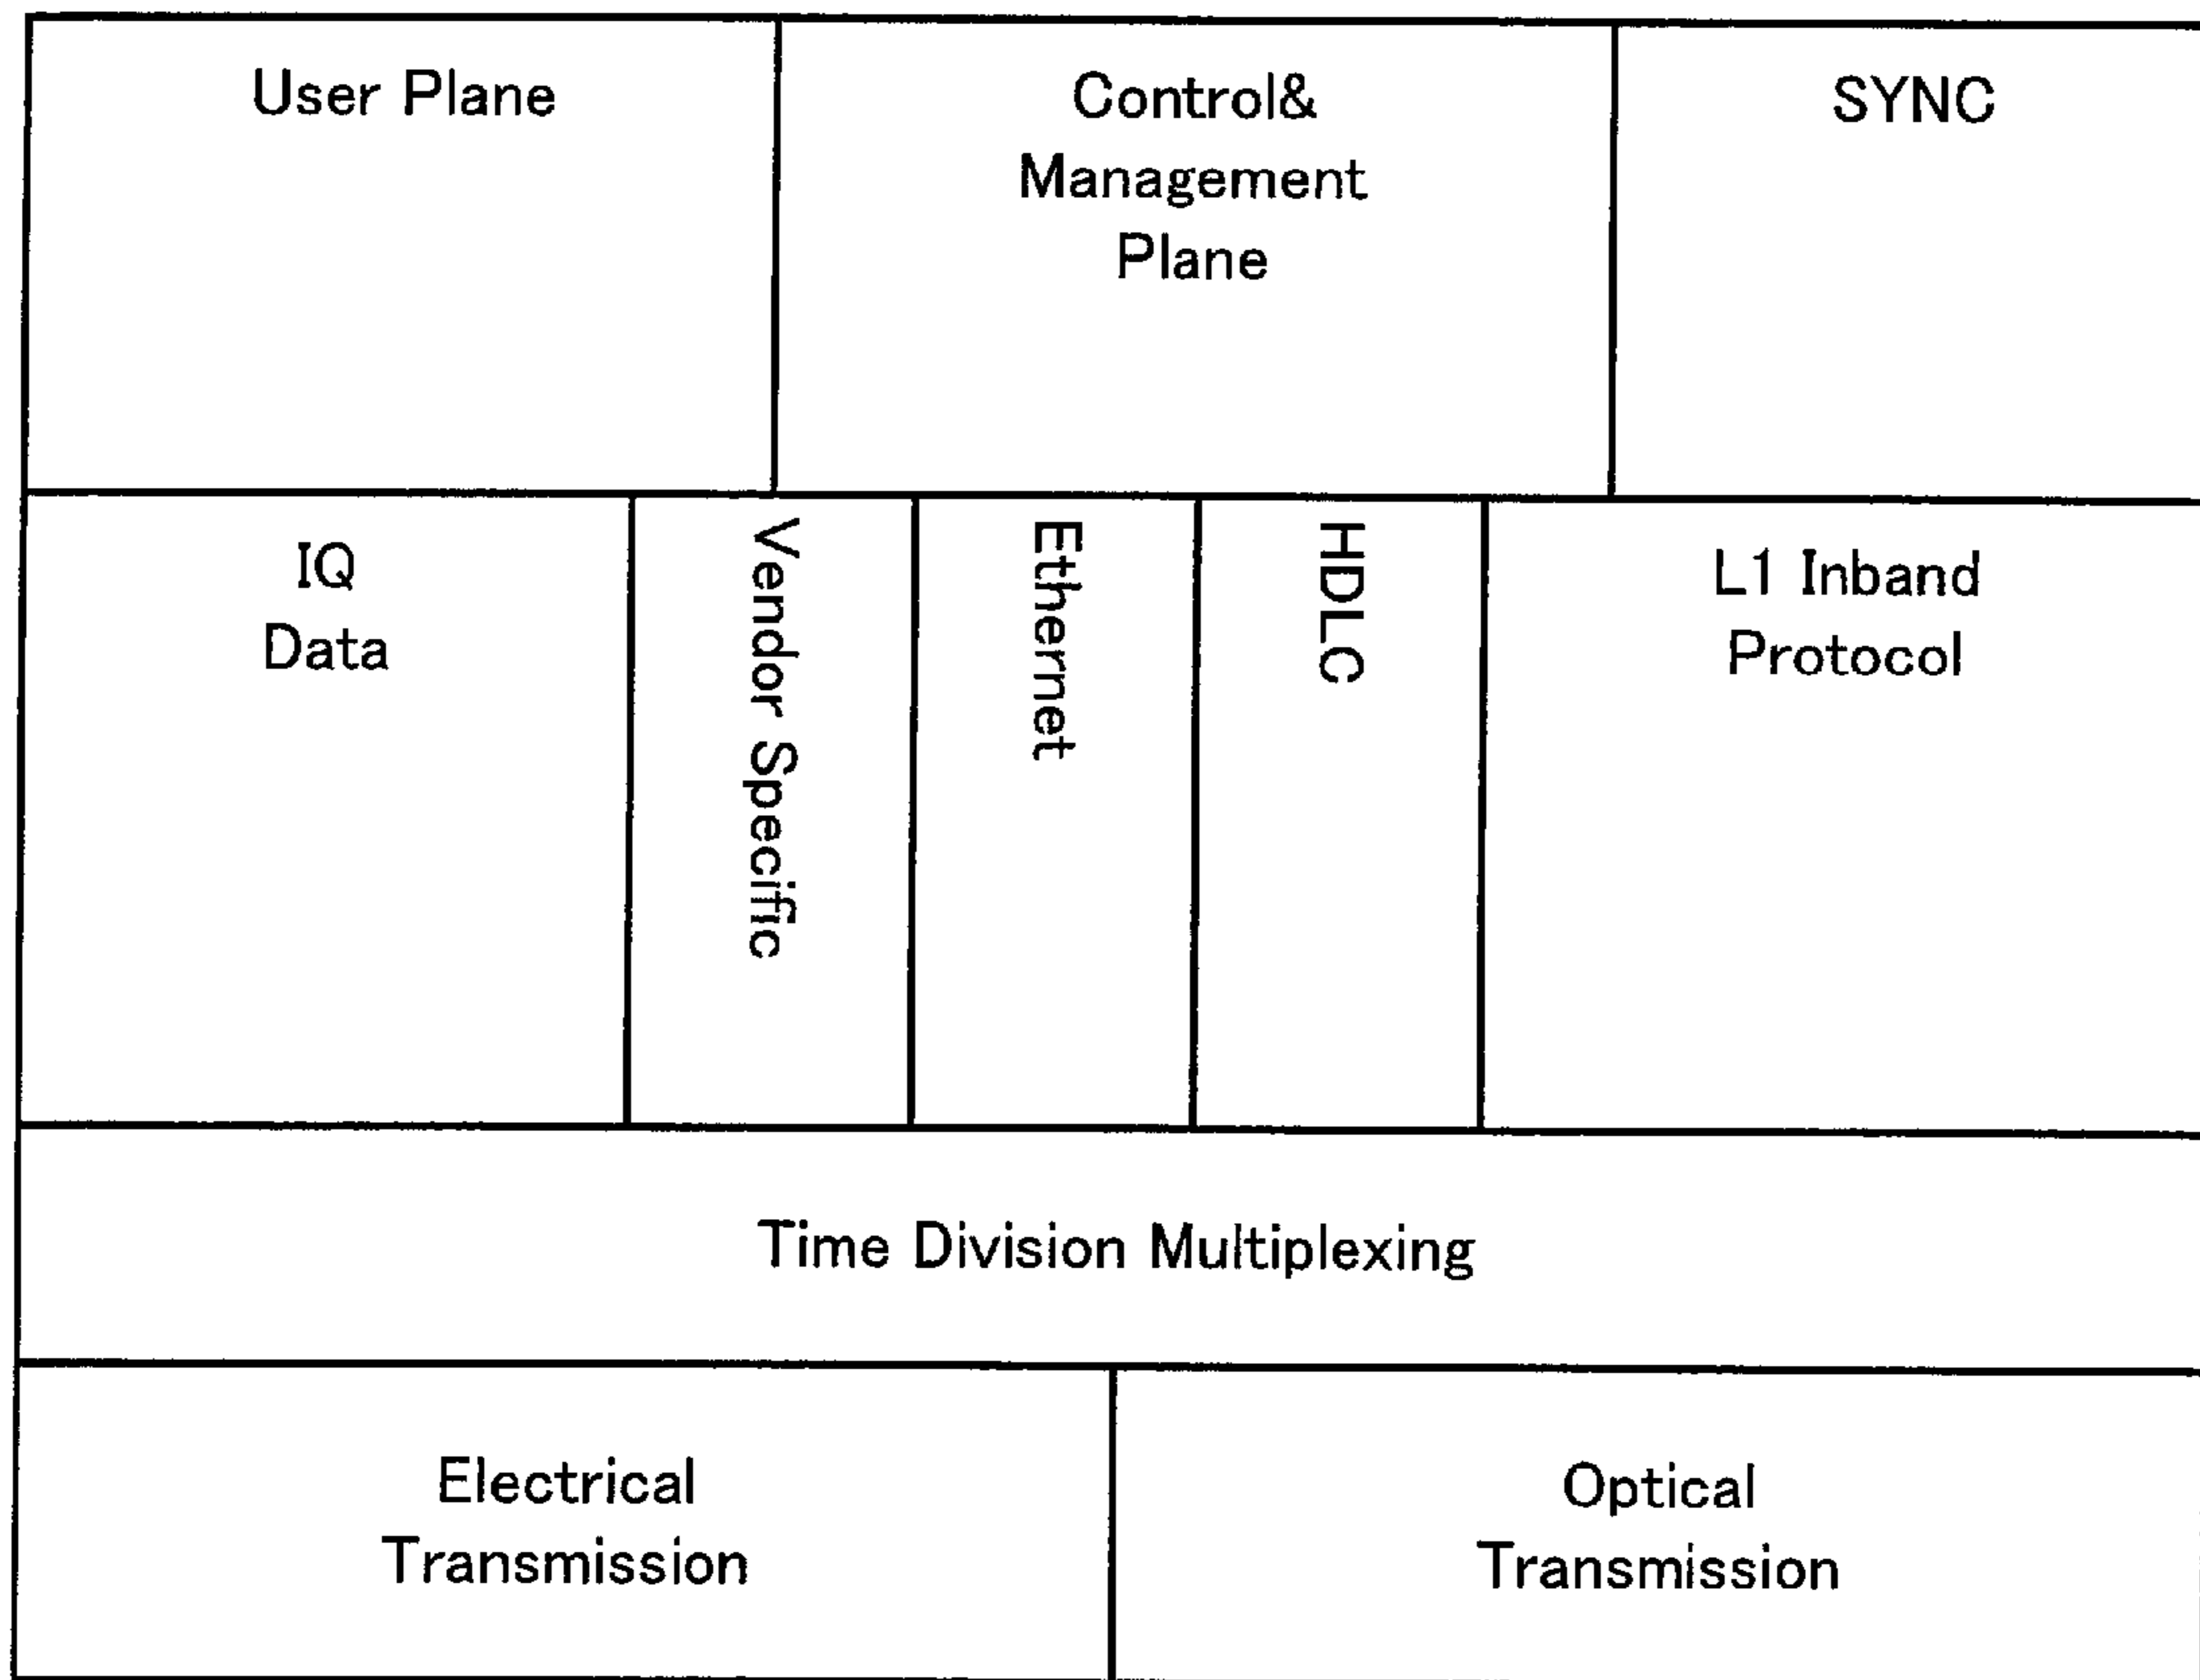 User Plane
Control&
Management
Plane
SYNC
IQ
Data
Vendor Specific
Ethernet
HDLC
L1 Inband
Protocol
Time Division Multiplexing
Electrical
Transmission
Optical
Transmission